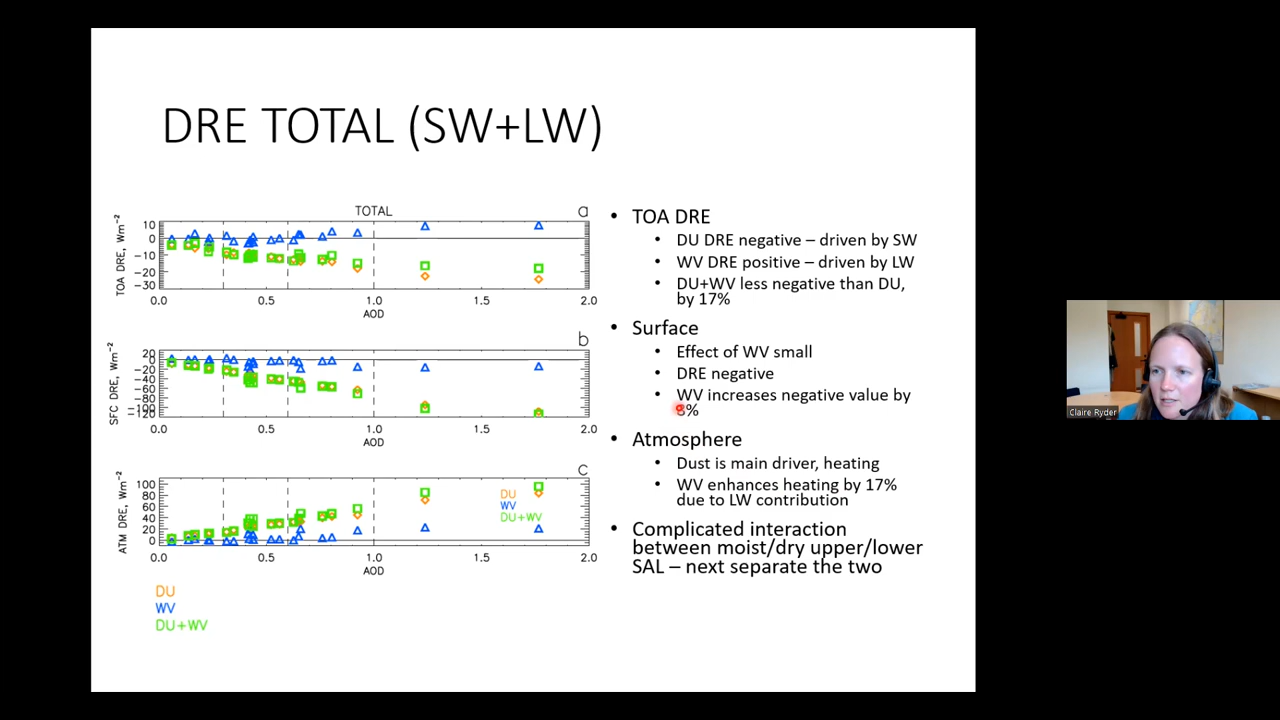 DRE TOTAL (SW+LW)
TOTAL
a
10
0
−10
−20
−30
TOA DRE, Wm−2
0.0 0.5 1.0 1.5 2.0
AOD
b
20
0
−20
−40
−60
−80
−100
−120
SFC DRE, Wm−2
0.0 0.5 1.0 1.5 2.0
AOD
c
100
80
60
40
20
0
ATM DRE, Wm−2
DU
WV
DU+WV
0.0 0.5 1.0 1.5 2.0
AOD
DU
WV
DU+WV
• TOA DRE
• DU DRE negative – driven by SW
• WV DRE positive – driven by LW
• DU+WV less negative than DU,
by 17%
• Surface
• Effect of WV small
• DRE negative
• WV increases negative value by
%
• Atmosphere
• Dust is main driver, heating
• WV enhances heating by 17%
due to LW contribution
• Complicated interaction
between moist/dry upper/lower
SAL – next separate the two
Claire Ryder